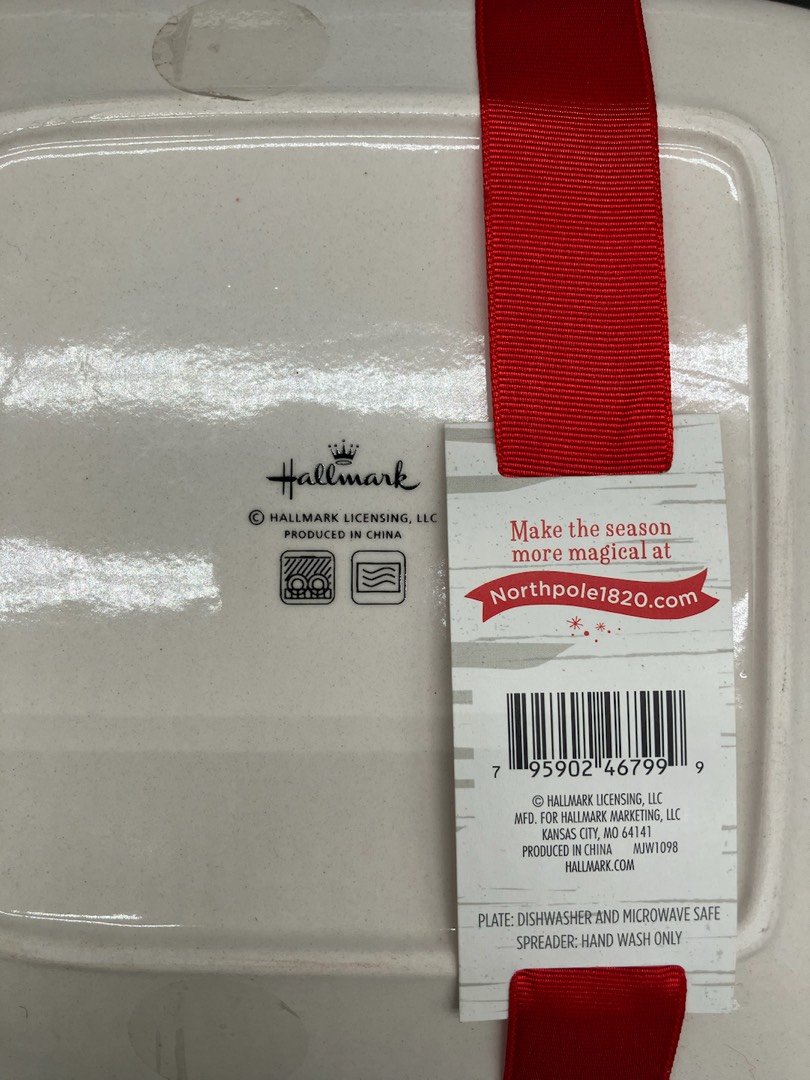 Hallmark
© HALLMARK LICENSING, LLC
PRODUCED IN CHINA
Make the season
more magical at
Northpole1820.com
7 95902 46799 9
© HALLMARK LICENSING, LLC
MFD. FOR HALLMARK MARKETING, LLC
KANSAS CITY, MO 64141
PRODUCED IN CHINA MJW1098
HALLMARK.COM
PLATE: DISHWASHER AND MICROWAVE SAFE
SPREADER: HAND WASH ONLY